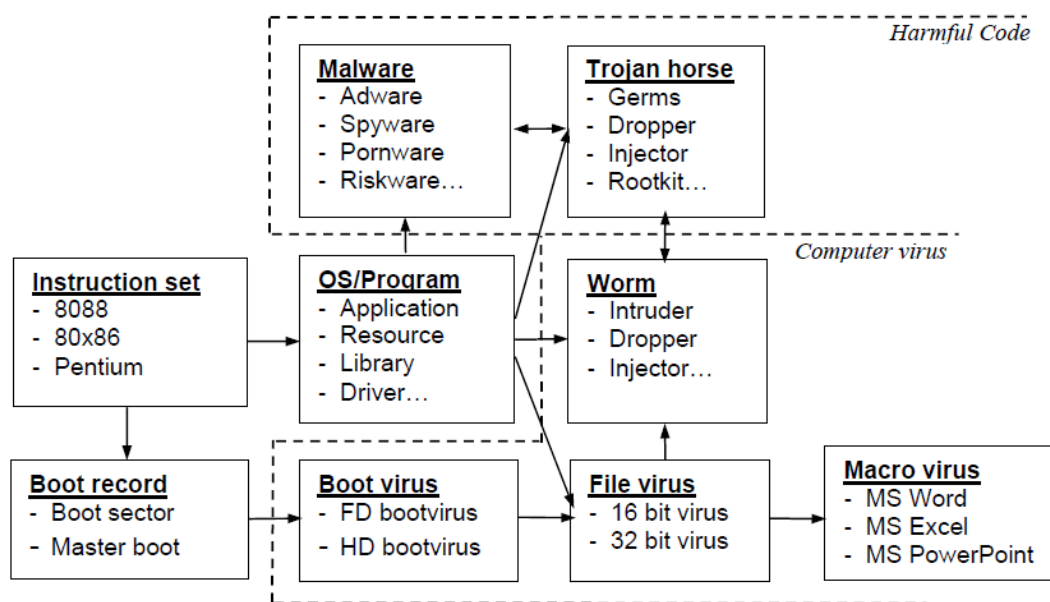 Harmful Code
Malware
- Adware
- Spyware
- Pornware
- Riskware…
Trojan horse
- Germs
- Dropper
- Injector
- Rootkit…
Computer virus
Instruction set
- 8088
- 80x86
- Pentium
OS/Program
- Application
- Resource
- Library
- Driver…
Worm
- Intruder
- Dropper
- Injector…
Boot record
- Boot sector
- Master boot
Boot virus
- FD bootvirus
- HD bootvirus
File virus
- 16 bit virus
- 32 bit virus
Macro virus
- MS Word
- MS Excel
- MS PowerPoint